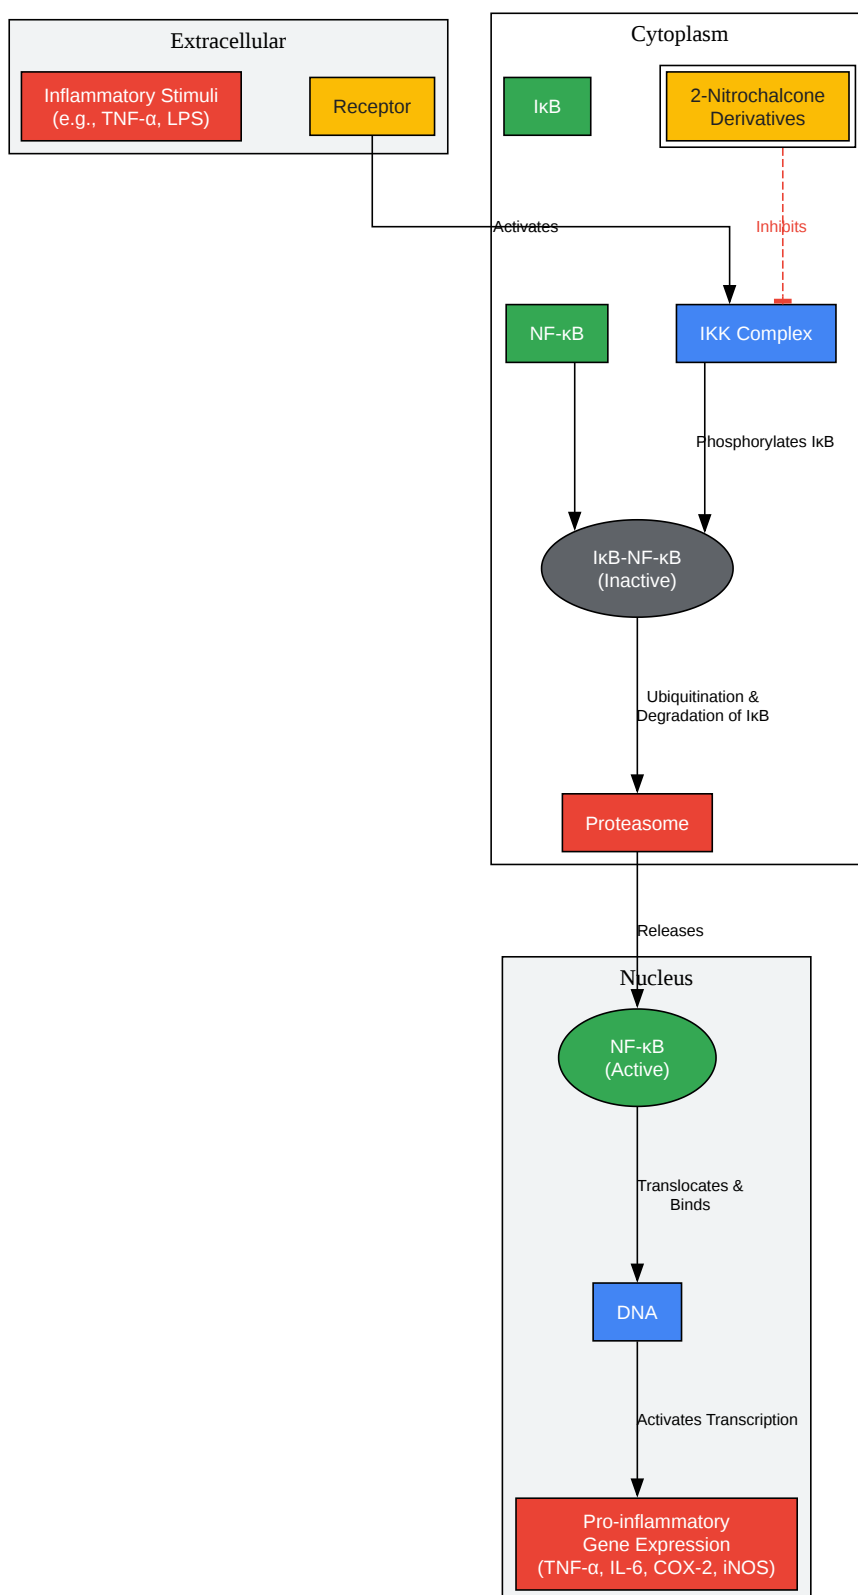 Extracellular
Cytoplasm
Inflammatory Stimuli
(e.g., TNF-α, LPS)
Receptor
IκB
2-Nitrochalcone
Derivatives
Activates
Inhibits
NF-κB
IKK Complex
Phosphorylates IκB
IκB-NF-κB
(Inactive)
Ubiquitination &
Degradation of IκB
Proteasome
Releases
Nucleus
NF-κB
(Active)
Translocates &
Binds
DNA
Activates Transcription
Pro-inflammatory
Gene Expression
(TNF-α, IL-6, COX-2, iNOS)